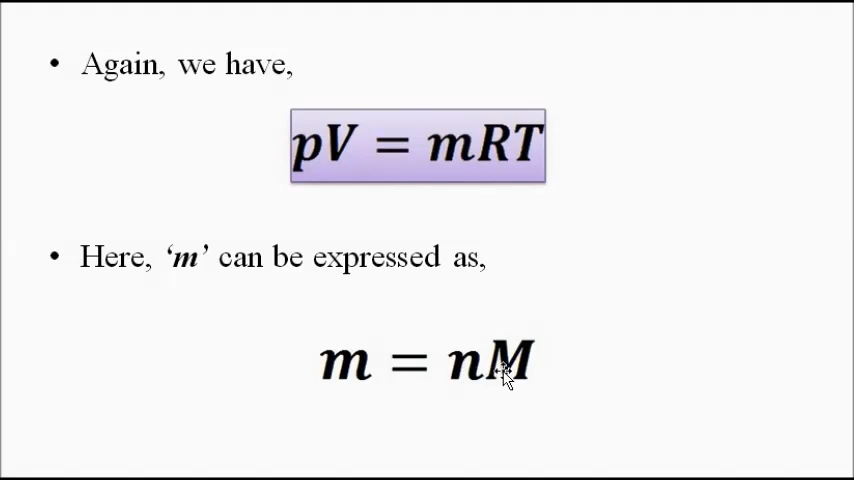 • Again, we have,
pV = mRT
• Here, ‘m’ can be expressed as,
m = nM